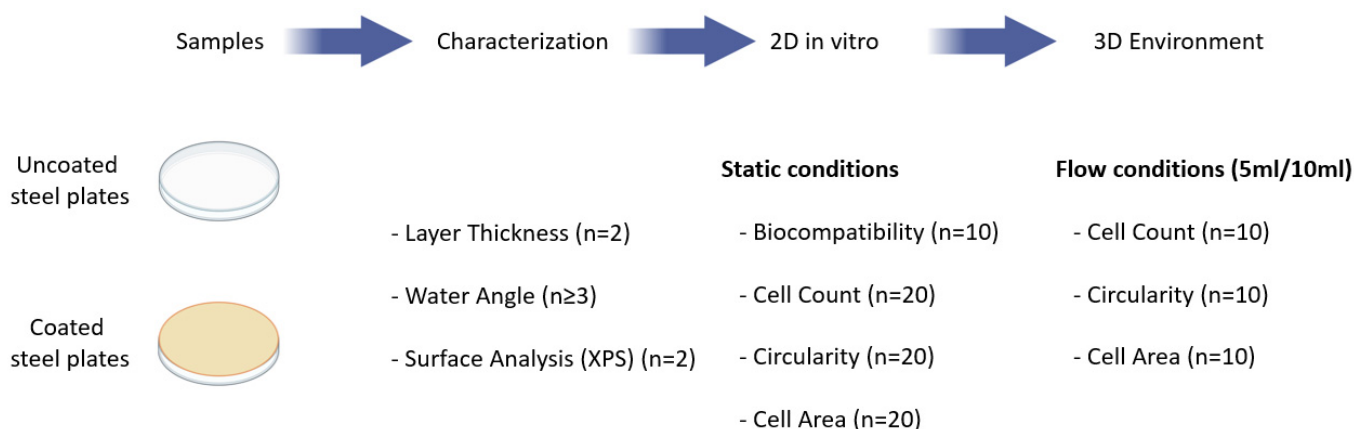 Samples
Characterization
2D in vitro
3D Environment
Uncoated
steel plates
Coated
steel plates
- Layer Thickness (n=2)
- Water Angle (n≥3)
- Surface Analysis (XPS) (n=2)
Static conditions
- Biocompatibility (n=10)
- Cell Count (n=20)
- Circularity (n=20)
- Cell Area (n=20)
Flow conditions (5ml/10ml)
- Cell Count (n=10)
- Circularity (n=10)
- Cell Area (n=10)